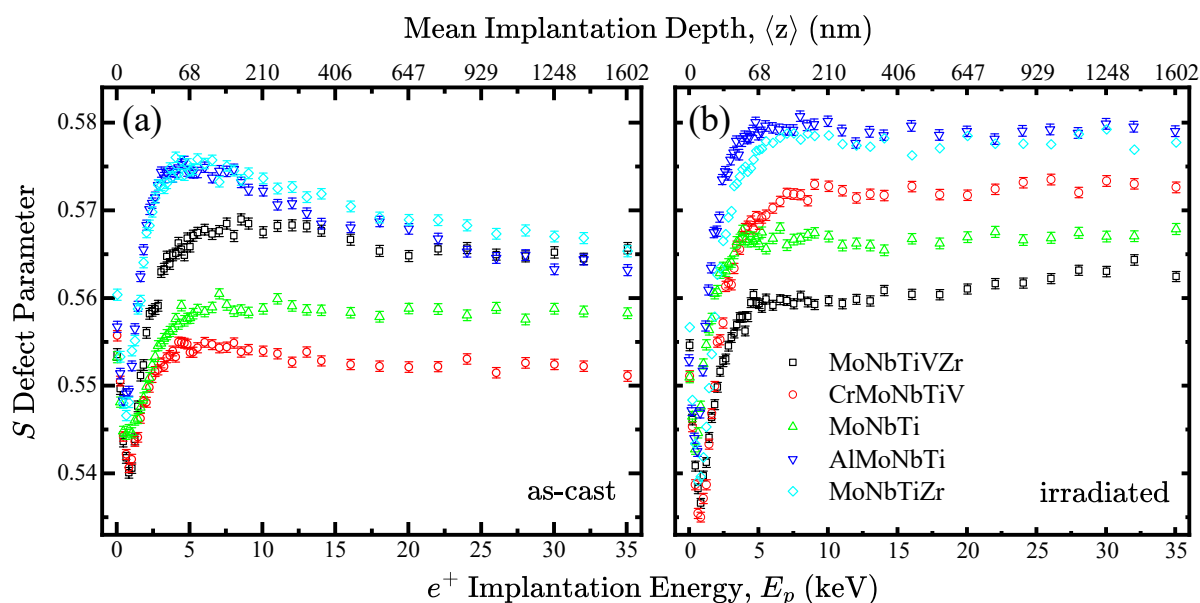 Mean Implantation Depth, ⟨z⟩ (nm)
0 68 210 406 647 929 1248 1602
0 68 210 406 647 929 1248 1602
(a)
(b)
S Defect Parameter
0.58
0.57
0.56
0.55
0.54
MoNbTiVZr
CrMoNbTiV
MoNbTi
AlMoNbTi
MoNbTiZr
as-cast
irradiated
0 5 10 15 20 25 30 35
0 5 10 15 20 25 30 35
e⁺ Implantation Energy, Eₚ (keV)